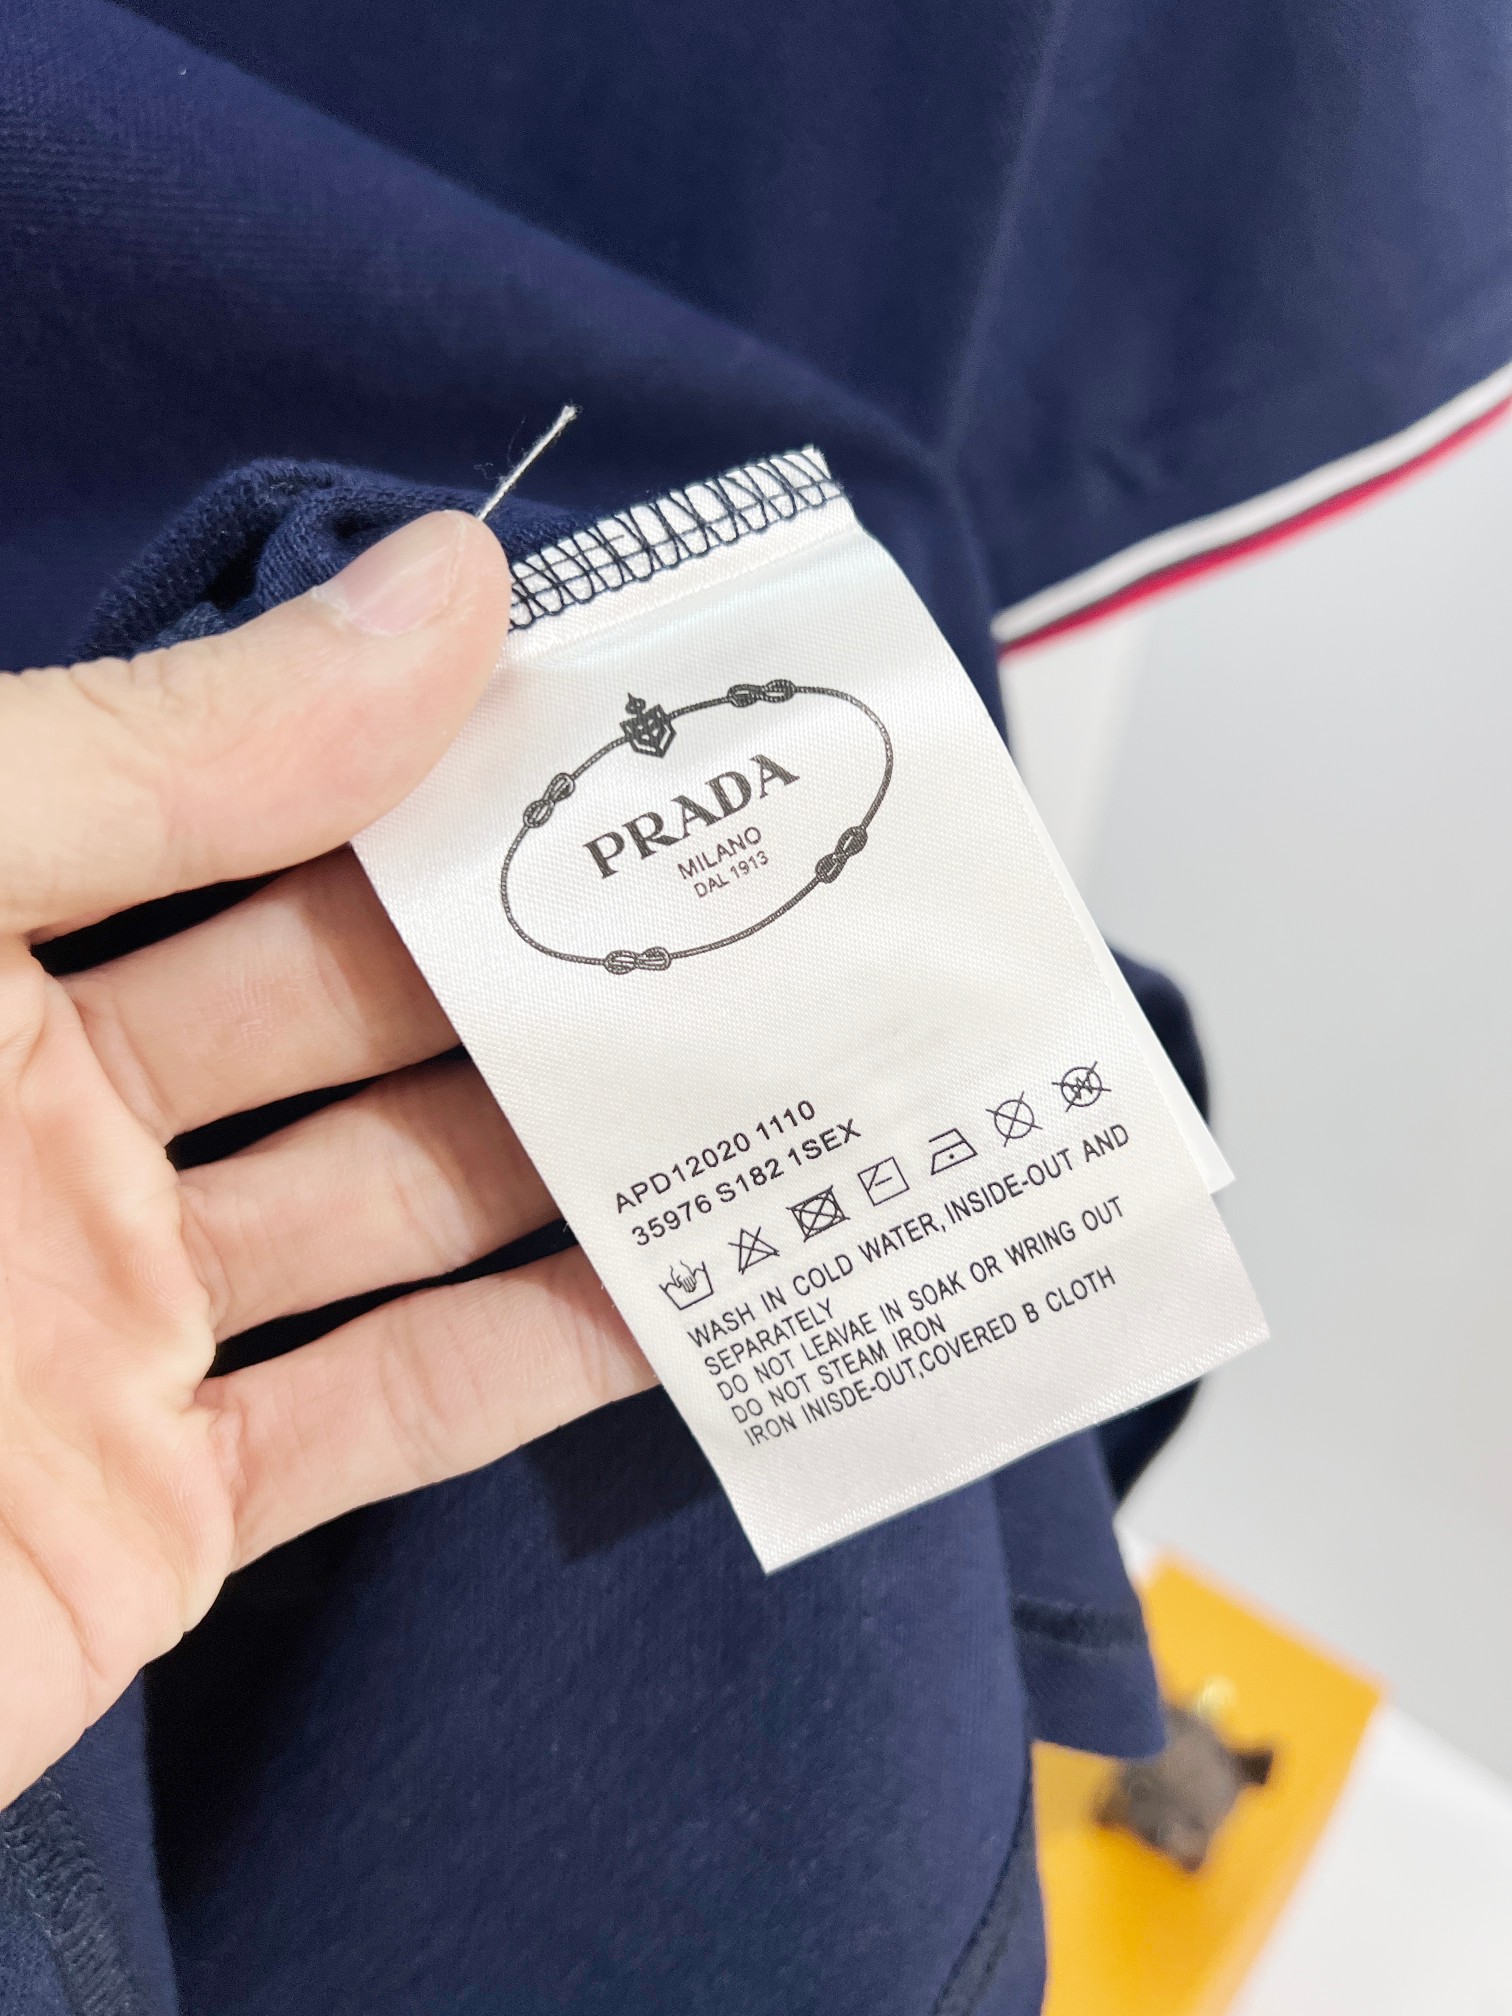 PRADA
MILANO
DAL 1913
APD12020 1110
35976 S182 1SEX
WASH IN COLD WATER, INSIDE-OUT AND
SEPARATELY
DO NOT LEAVAE IN SOAK OR WRING OUT
DO NOT STEAM IRON
IRON INISDE-OUT,COVERED B CLOTH